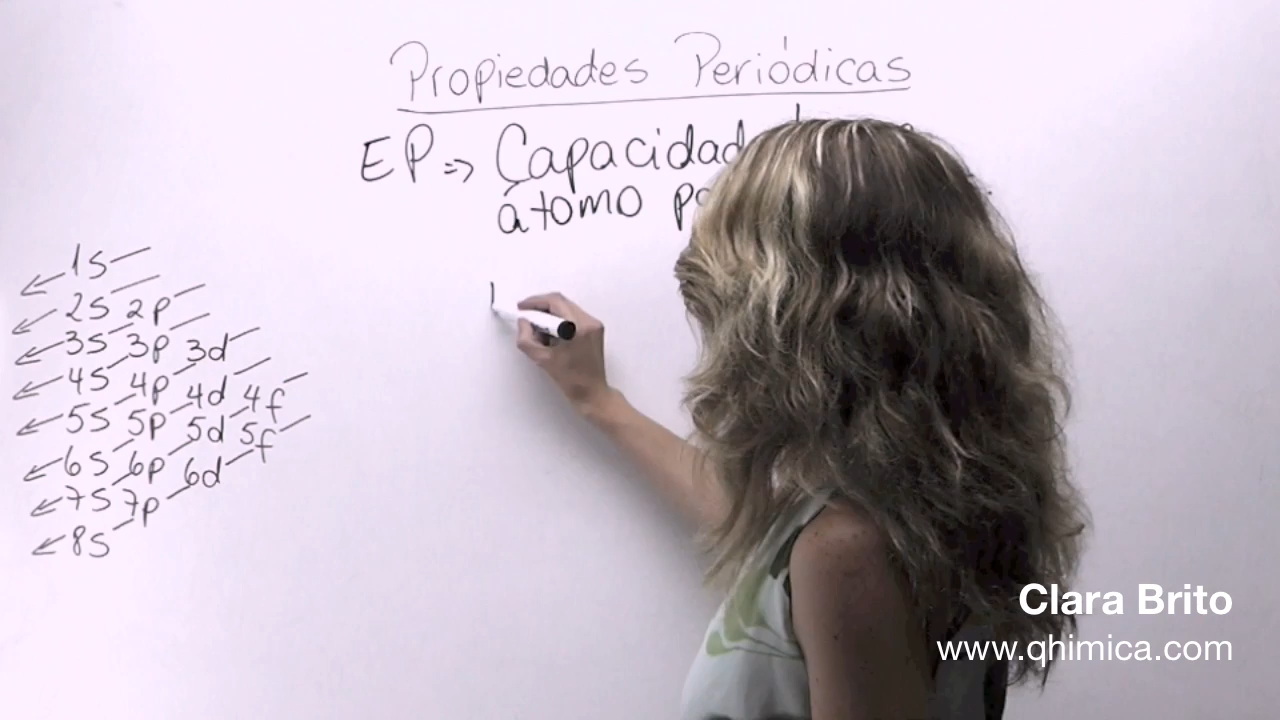 Propiedades Periódicas
EP => Capacidad
átomo
1s
2s 2p
3s 3p 3d
4s 4p 4d 4f
5s 5p 5d 5f
6s 6p 6d
7s 7p
8s
Clara Brito
www.qhimica.com